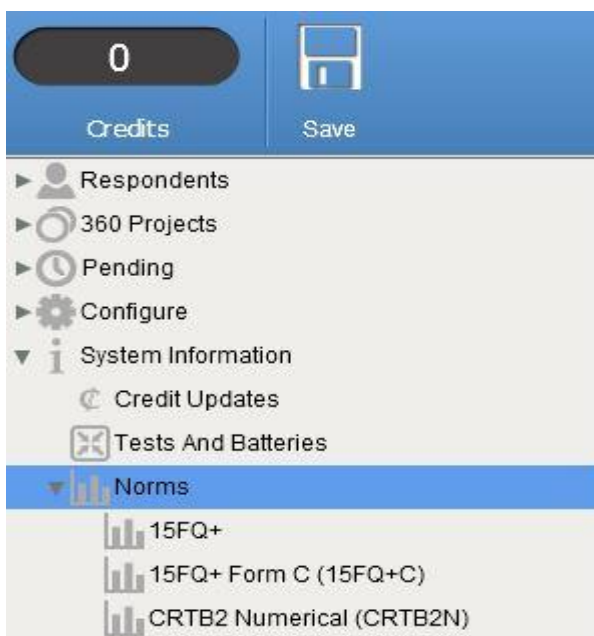 0
Credits
Save
Respondents
360 Projects
Pending
Configure
System Information
₡ Credit Updates
Tests And Batteries
Norms
15FQ+
15FQ+ Form C (15FQ+C)
CRTB2 Numerical (CRTB2N)